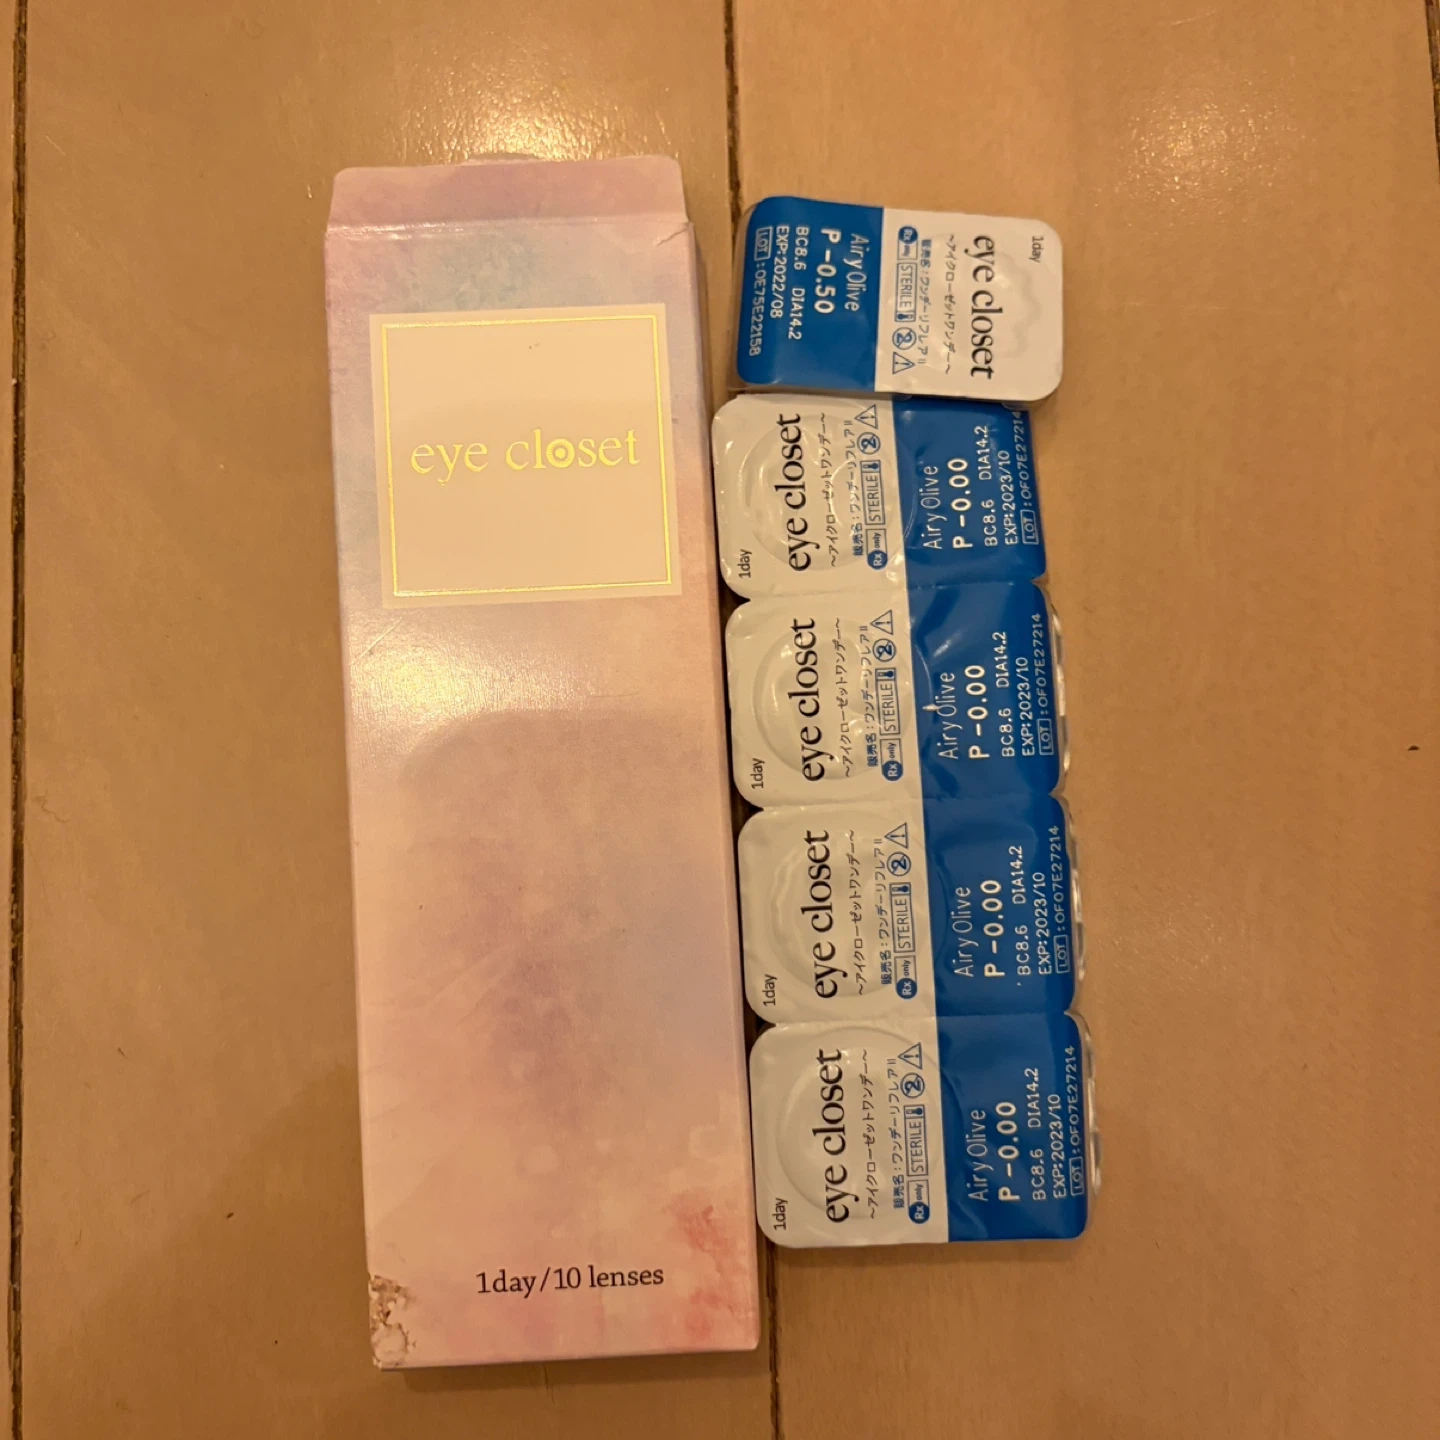 eye closet
1day/10 lenses
1day
eye closet
~アイクローゼットワンデー~
販売名:ワンデーリフレアⅡ
Rx only STERILE 2
Airy Olive
P -0.50
BC8.6 DIA14.2
EXP:2022/08
LOT:OE75E22158
1day
eye closet
~アイクローゼットワンデー~
販売名:ワンデーリフレアⅡ
Rx only STERILE 2
Airy Olive
P -0.00
BC8.6 DIA14.2
EXP:2023/10
LOT:OF07E27214
1day
eye closet
~アイクローゼットワンデー~
販売名:ワンデーリフレアⅡ
Rx only STERILE 2
Airy Olive
P -0.00
BC8.6 DIA14.2
EXP:2023/10
LOT:OF07E27214
1day
eye closet
~アイクローゼットワンデー~
販売名:ワンデーリフレアⅡ
Rx only STERILE 2
Airy Olive
P -0.00
BC8.6 DIA14.2
EXP:2023/10
LOT:OF07E27214
1day
eye closet
~アイクローゼットワンデー~
販売名:ワンデーリフレアⅡ
Rx only STERILE 2
Airy Olive
P -0.00
BC8.6 DIA14.2
EXP:2023/10
LOT:OF07E27214